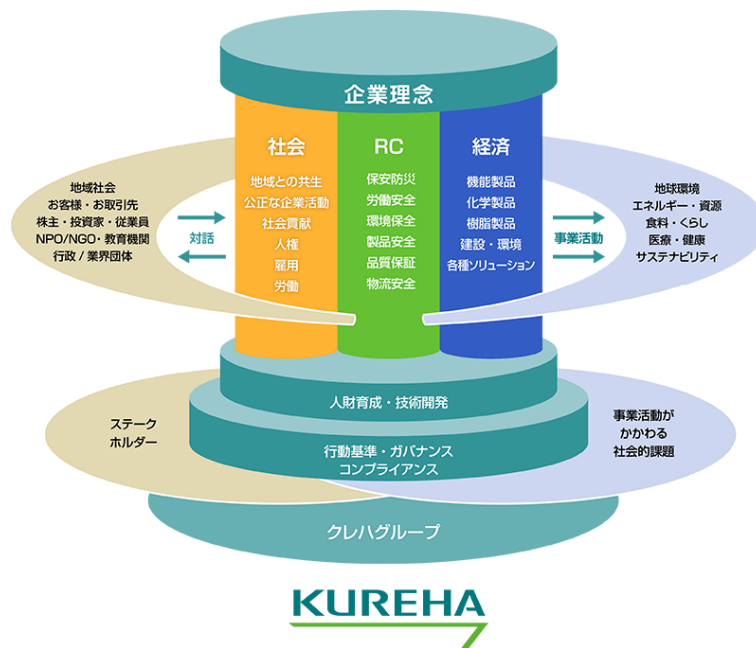 企業理念
社会
地域との共生
公正な企業活動
社会貢献
人権
雇用
労働
RC
保安防災
労働安全
環境保全
製品安全
品質保証
物流安全
経済
機能製品
化学製品
樹脂製品
建設・環境
各種ソリューション
地域社会
お客様・お取引先
株主・投資家・従業員
NPO/NGO・教育機関
行政 / 業界団体
対話
事業活動
地球環境
エネルギー・資源
食料・くらし
医療・健康
サステナビリティ
人財育成・技術開発
ステーク
ホルダー
行動基準・ガバナンス
コンプライアンス
事業活動が
かかわる
社会的課題
クレハグループ
KUREHA